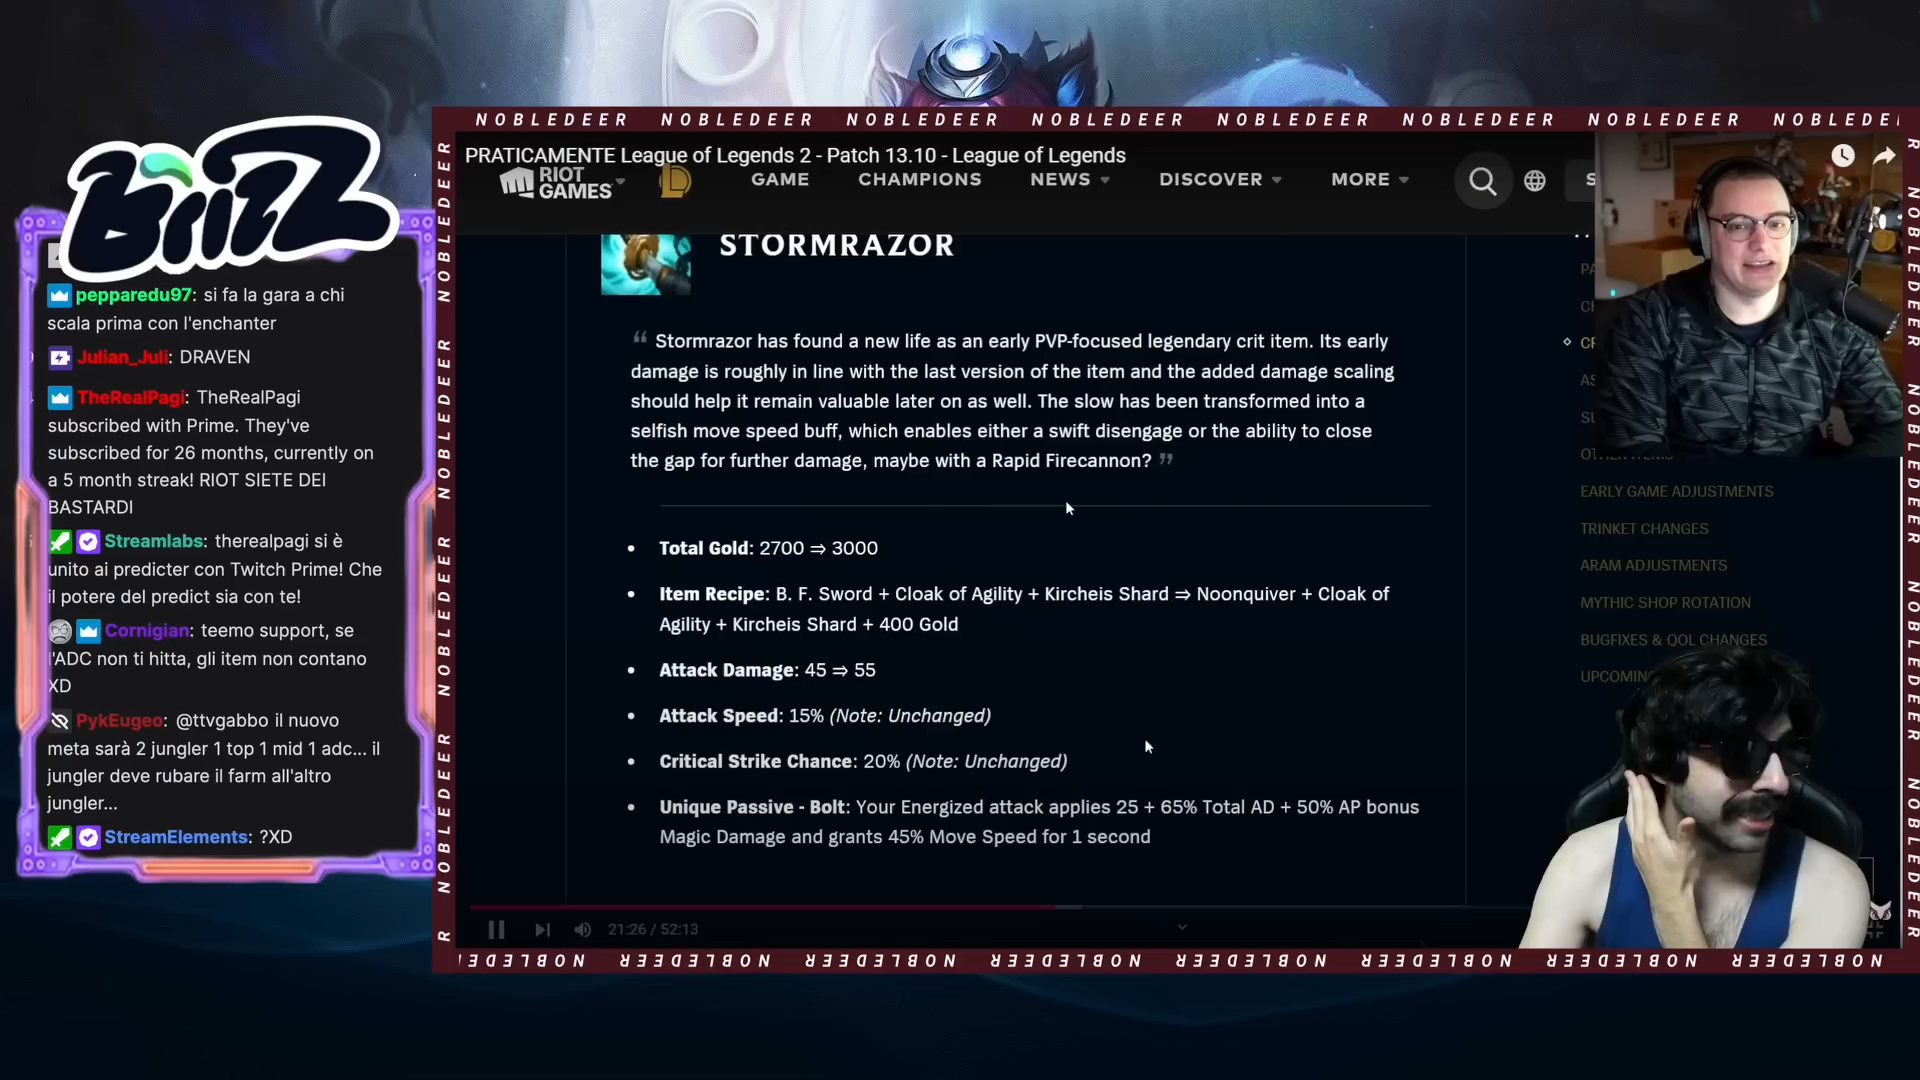 NOBLEDEER NOBLEDEER NOBLEDEER NOBLEDEER NOBLEDEER NOBLEDEER NOBLEDEER
PRATICAMENTE League of Legends 2 - Patch 13.10 - League of Legends
RIOT GAMES
GAME
CHAMPIONS
NEWS
DISCOVER
MORE
BrizZ
pepparedu97: si fa la gara a chi
scala prima con l'enchanter
Julian_Juli: DRAVEN
TheRealPagi: TheRealPagi
subscribed with Prime. They've
subscribed for 26 months, currently on
a 5 month streak! RIOT SIETE DEI
BASTARDI
Streamlabs: therealpagi si è
unito ai predicter con Twitch Prime! Che
il potere del predict sia con te!
Cornigian: teemo support, se
l'ADC non ti hitta, gli item non contano
XD
PykEugeo: @ttvgabbo il nuovo
meta sarà 2 jungler 1 top 1 mid 1 adc... il
jungler deve rubare il farm all'altro
jungler...
StreamElements: ?XD
STORMRAZOR
“ Stormrazor has found a new life as an early PVP-focused legendary crit item. Its early
damage is roughly in line with the last version of the item and the added damage scaling
should help it remain valuable later on as well. The slow has been transformed into a
selfish move speed buff, which enables either a swift disengage or the ability to close
the gap for further damage, maybe with a Rapid Firecannon? ”
• Total Gold: 2700 ⇒ 3000
• Item Recipe: B. F. Sword + Cloak of Agility + Kircheis Shard ⇒ Noonquiver + Cloak of
Agility + Kircheis Shard + 400 Gold
• Attack Damage: 45 ⇒ 55
• Attack Speed: 15% (Note: Unchanged)
• Critical Strike Chance: 20% (Note: Unchanged)
• Unique Passive - Bolt: Your Energized attack applies 25 + 65% Total AD + 50% AP bonus
Magic Damage and grants 45% Move Speed for 1 second
EARLY GAME ADJUSTMENTS
TRINKET CHANGES
ARAM ADJUSTMENTS
MYTHIC SHOP ROTATION
BUGFIXES & QOL CHANGES
UPCOMING
21:26 / 52:13
NOBLEDEER NOBLEDEER NOBLEDEER NOBLEDEER NOBLEDEER NOBLEDEER NOBLEDEER NOBLEDEER